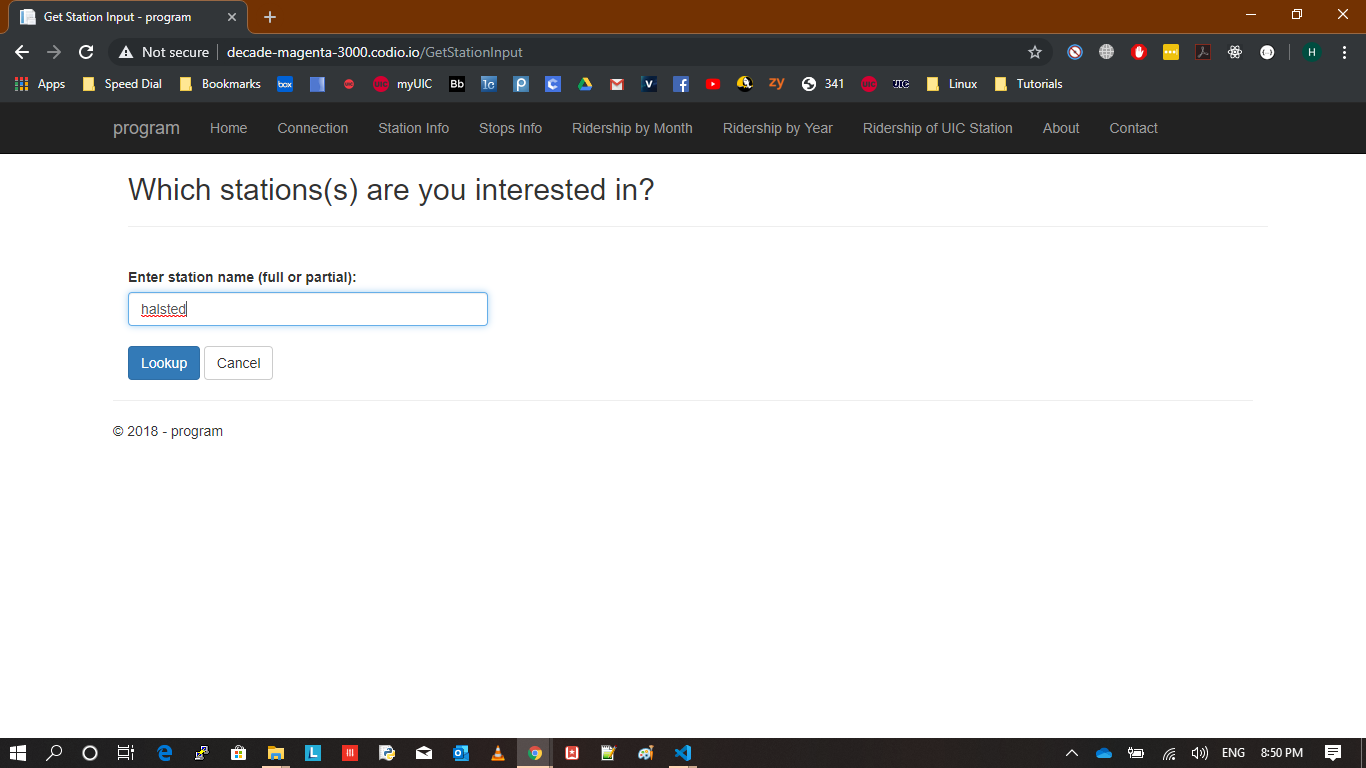 Get Station Input - program
Not secure decade-magenta-3000.codio.io/GetStationInput H
Apps Speed Dial Bookmarks box myUIC Bb zy 341 UIC Linux Tutorials
program Home Connection Station Info Stops Info Ridership by Month Ridership by Year Ridership of UIC Station About Contact
Which stations(s) are you interested in?
Enter station name (full or partial):
halsted
Lookup Cancel
© 2018 - program
ENG 8:50 PM